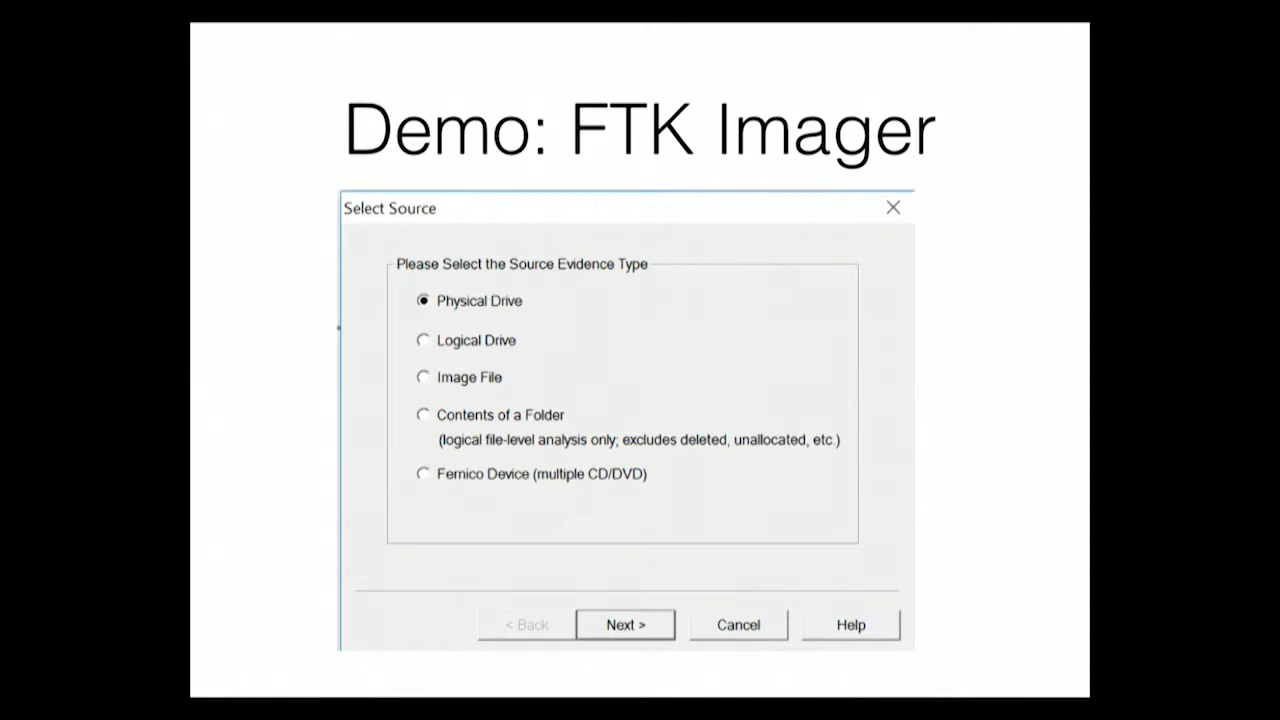 Demo: FTK Imager
Select Source
Please Select the Source Evidence Type
Physical Drive
Logical Drive
Image File
Contents of a Folder
(logical file-level analysis only; excludes deleted, unallocated, etc.)
Fernico Device (multiple CD/DVD)
< Back Next > Cancel Help